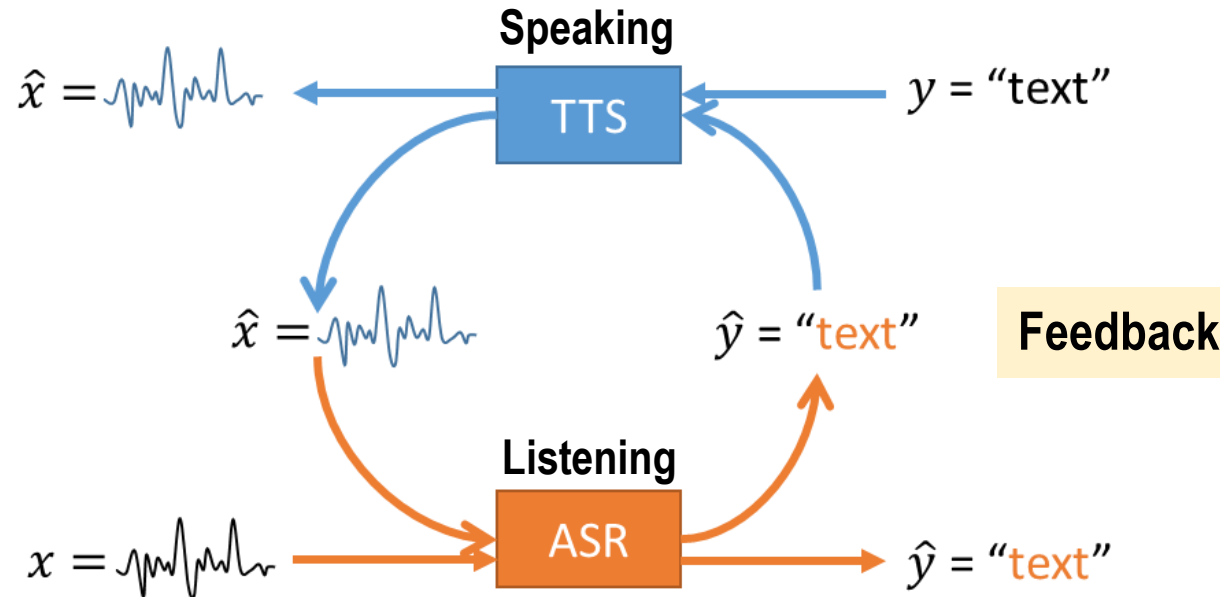 Speaking
x̂ =
TTS
y = “text”
x̂ =
ŷ = “text”
Feedback
Listening
x =
ASR
ŷ = “text”